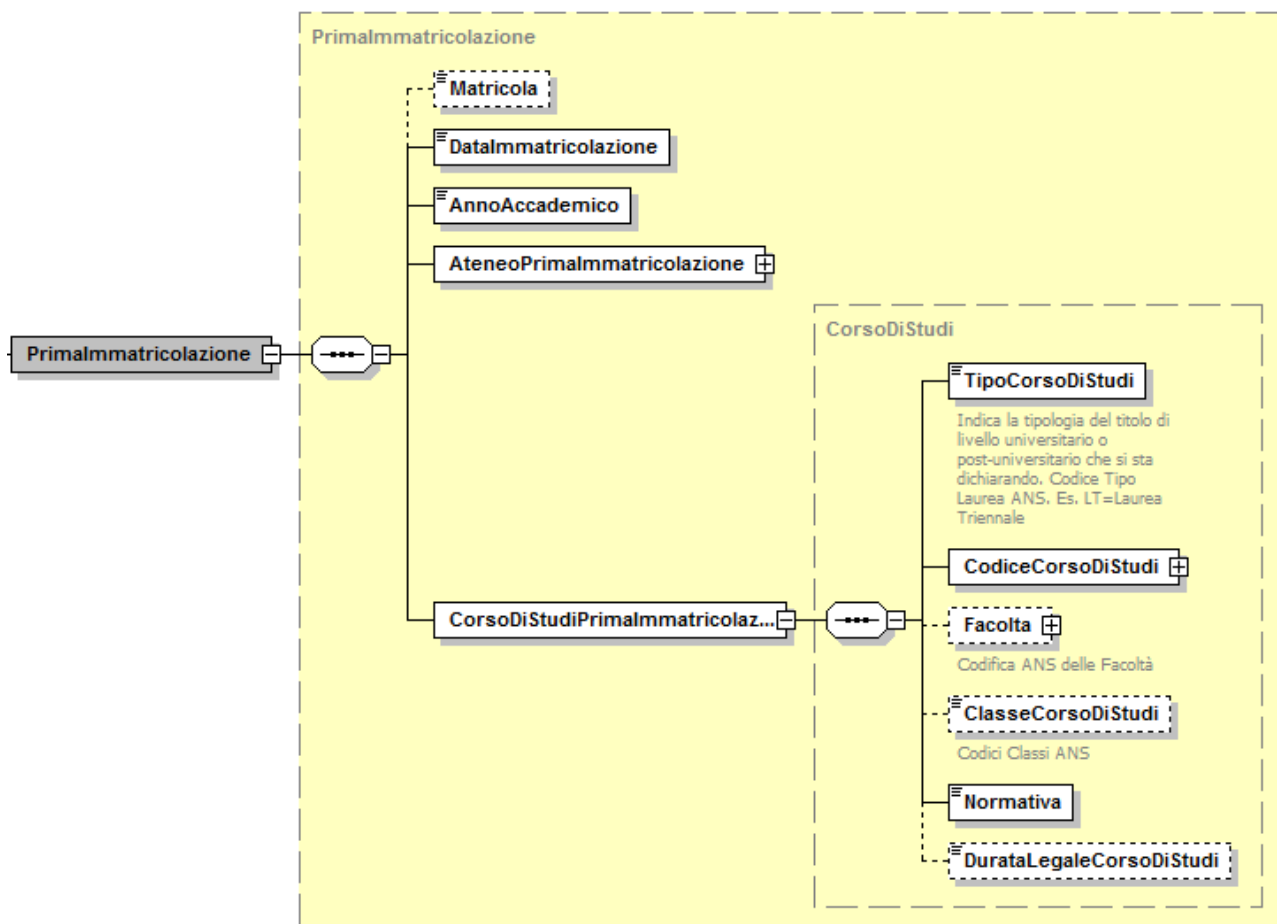 PrimaImmatricolazione
Matricola
DataImmatricolazione
AnnoAccademico
AteneoPrimaImmatricolazione
PrimaImmatricolazione
CorsoDiStudiPrimaImmatricolaz...
CorsoDiStudi
TipoCorsoDiStudi
Indica la tipologia del titolo di
livello universitario o
post-universitario che si sta
dichiarando. Codice Tipo
Laurea ANS. Es. LT=Laurea
Triennale
CodiceCorsoDiStudi
Facolta
Codifica ANS delle Facoltà
ClasseCorsoDiStudi
Codici Classi ANS
Normativa
DurataLegaleCorsoDiStudi